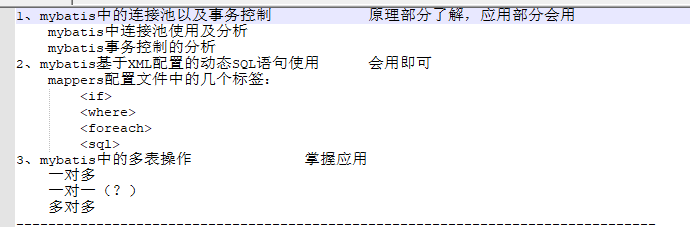 1、mybatis中的连接池以及事务控制 原理部分了解，应用部分会用
mybatis中连接池使用及分析
mybatis事务控制的分析
2、mybatis基于XML配置的动态SQL语句使用 会用即可
mappers配置文件中的几个标签：
<if>
<where>
<foreach>
<sql>
3、mybatis中的多表操作 掌握应用
一对多
一对一（？）
多对多
--------------------------------------------------------------------------------